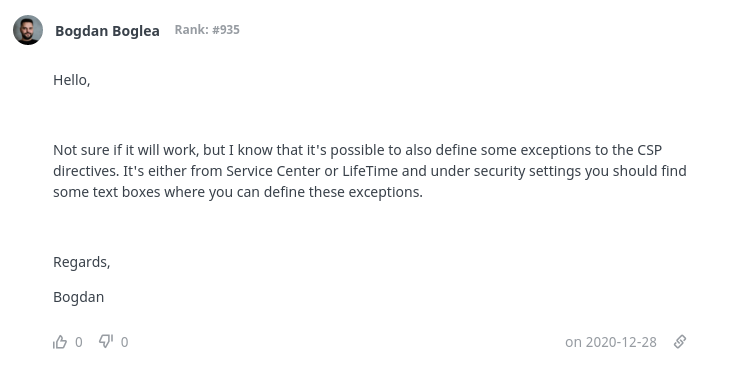 Bogdan Boglea Rank: #935
Hello,
Not sure if it will work, but I know that it's possible to also define some exceptions to the CSP
directives. It's either from Service Center or LifeTime and under security settings you should find
some text boxes where you can define these exceptions.
Regards,
Bogdan
0 0 on 2020-12-28